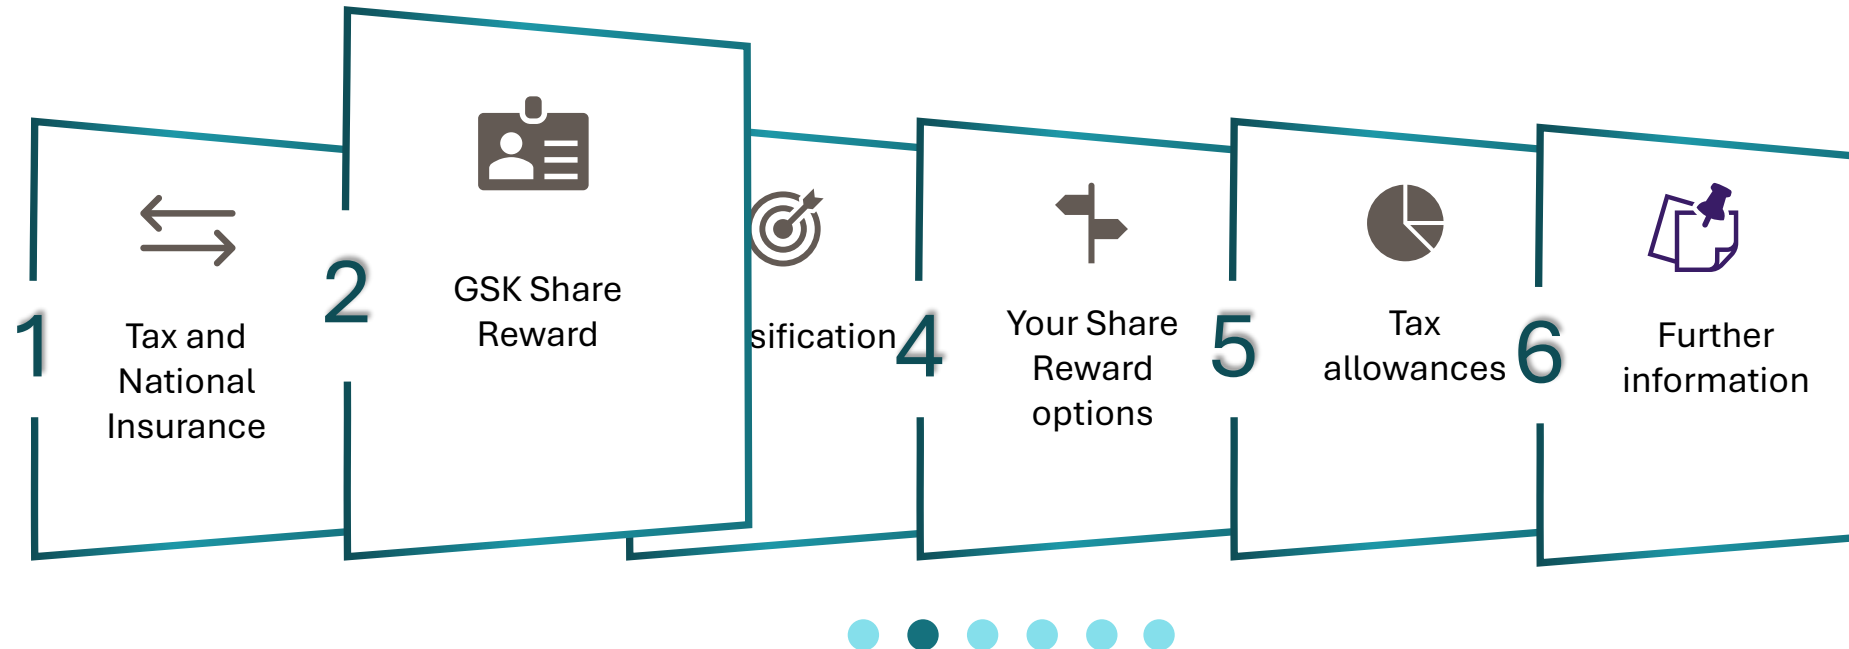 1
Tax and
National
Insurance
2
GSK Share
Reward
sification
4
Your Share
Reward
options
5
Tax
allowances
6
Further
information